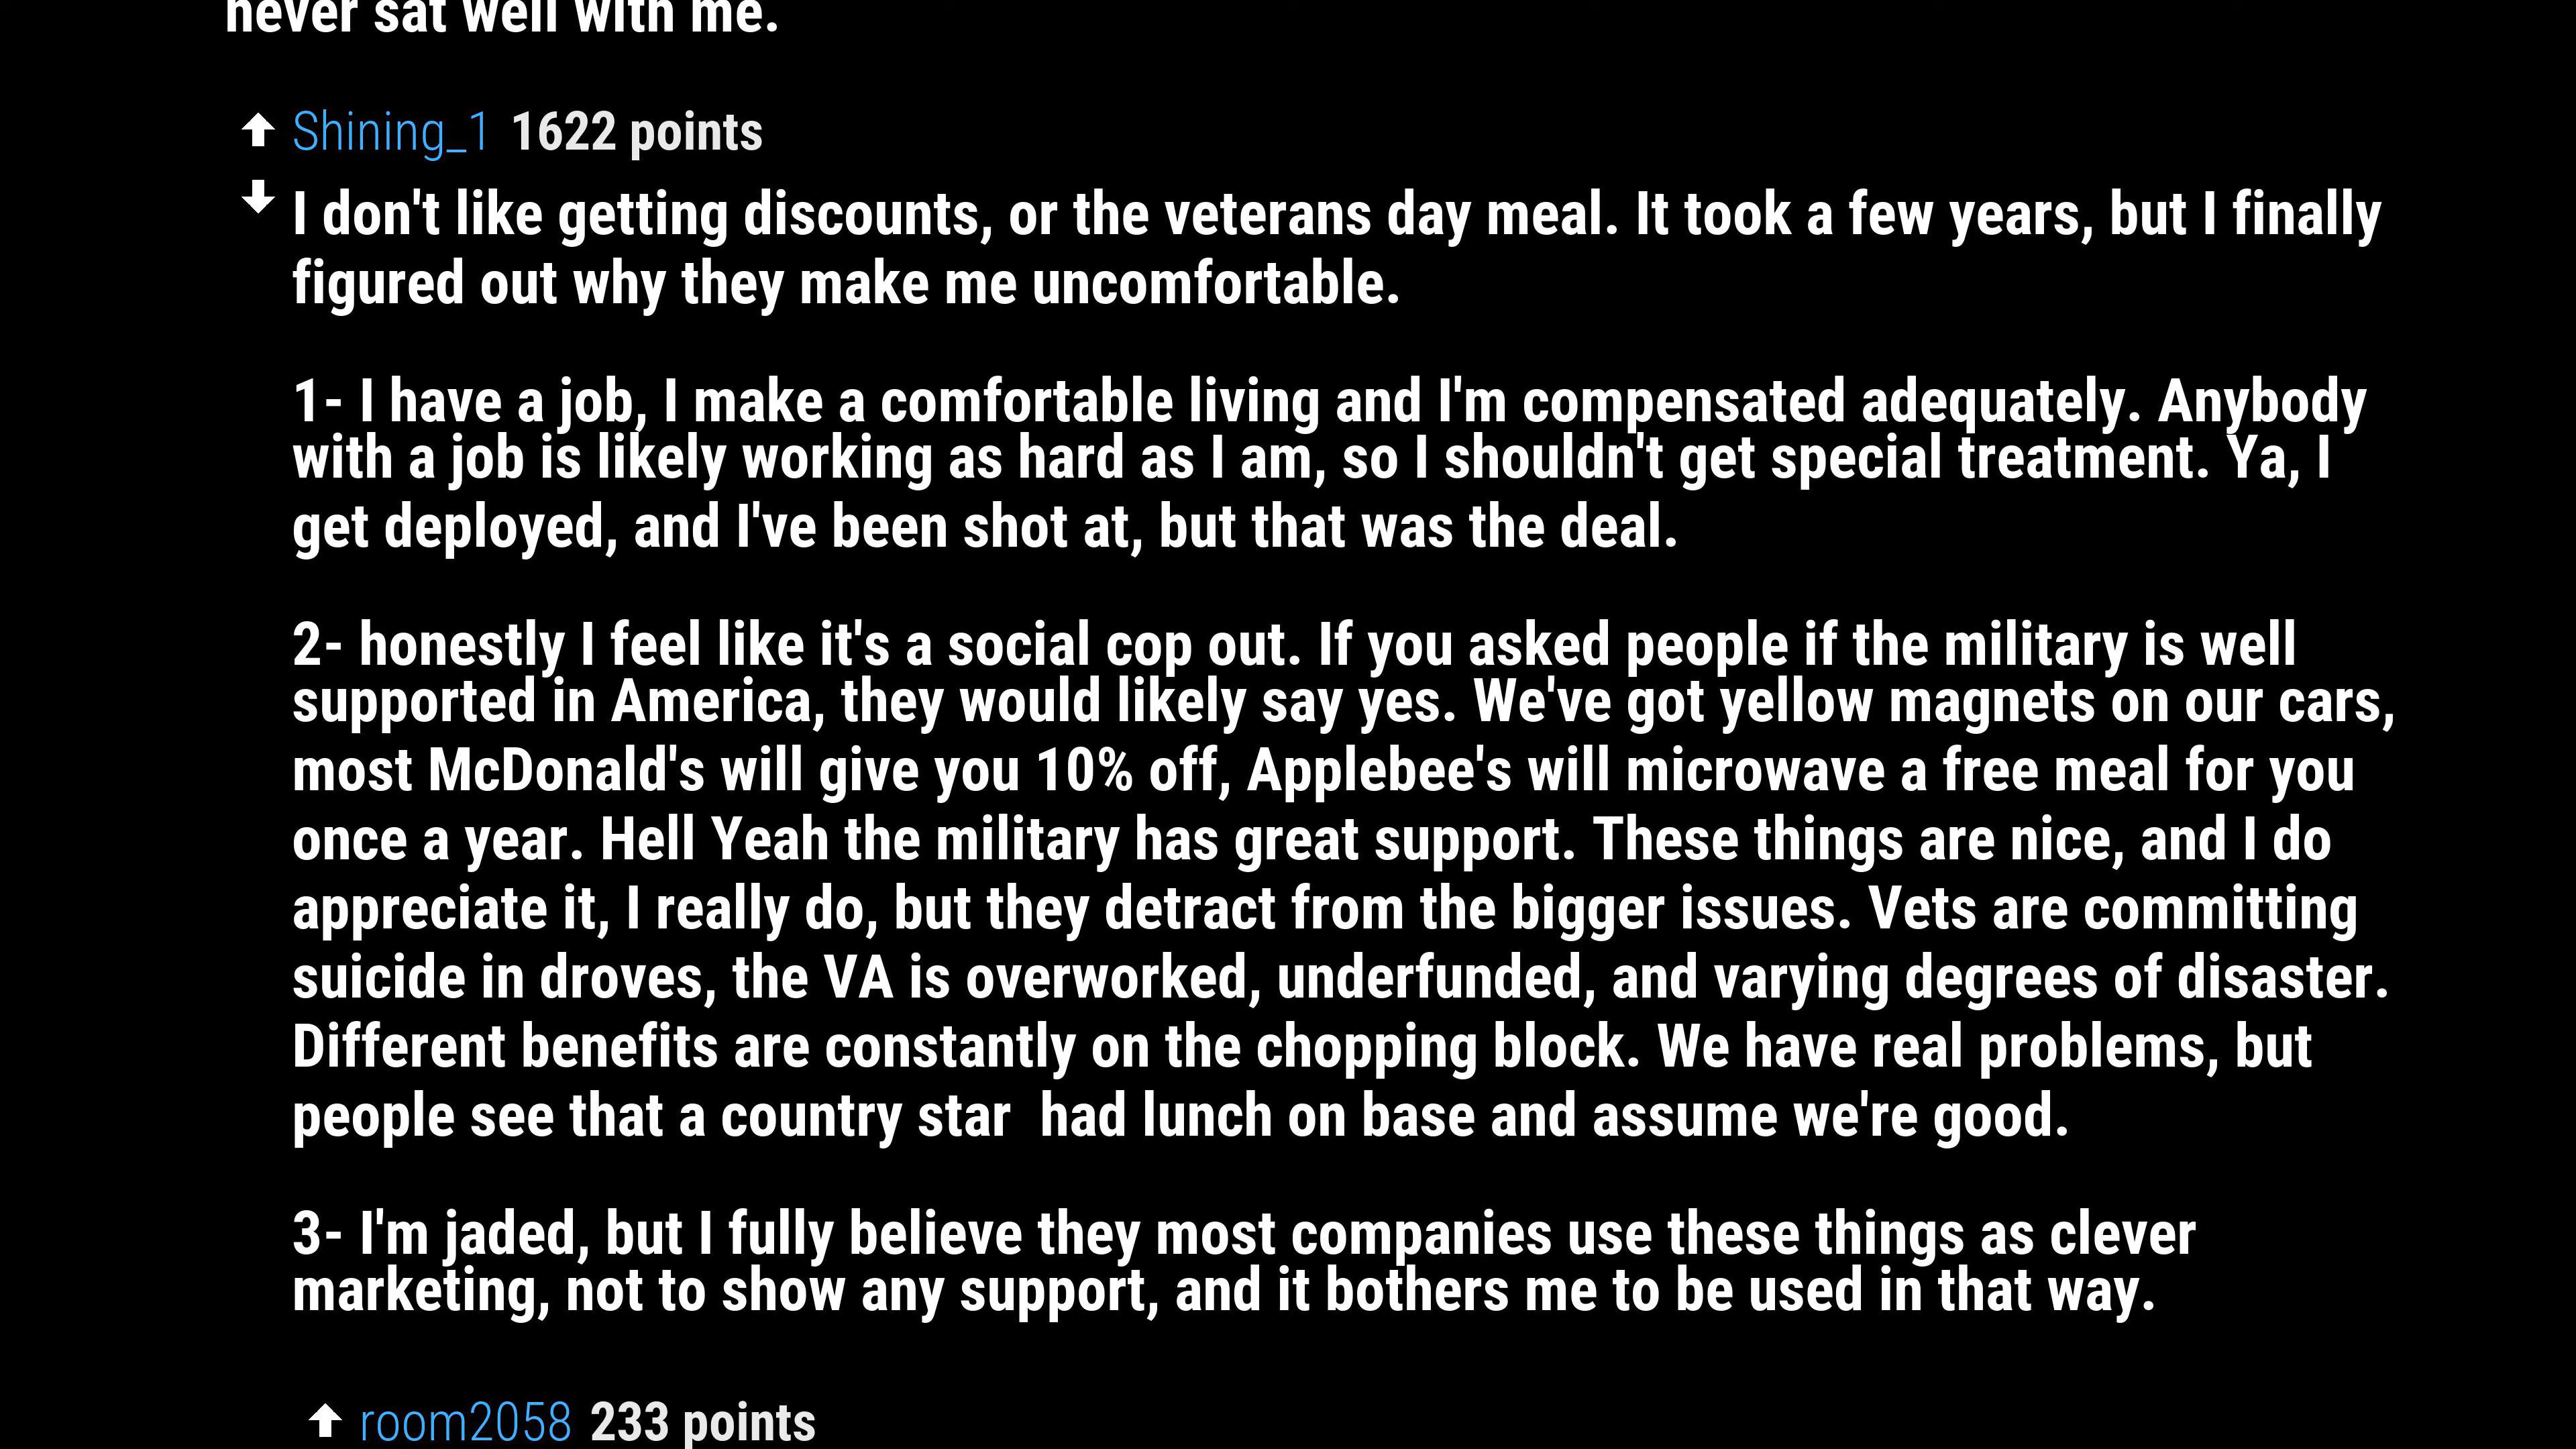 never sat well with me.
Shining_1 1622 points
I don't like getting discounts, or the veterans day meal. It took a few years, but I finally
figured out why they make me uncomfortable.
1- I have a job, I make a comfortable living and I'm compensated adequately. Anybody
with a job is likely working as hard as I am, so I shouldn't get special treatment. Ya, I
get deployed, and I've been shot at, but that was the deal.
2- honestly I feel like it's a social cop out. If you asked people if the military is well
supported in America, they would likely say yes. We've got yellow magnets on our cars,
most McDonald's will give you 10% off, Applebee's will microwave a free meal for you
once a year. Hell Yeah the military has great support. These things are nice, and I do
appreciate it, I really do, but they detract from the bigger issues. Vets are committing
suicide in droves, the VA is overworked, underfunded, and varying degrees of disaster.
Different benefits are constantly on the chopping block. We have real problems, but
people see that a country star  had lunch on base and assume we're good.
3- I'm jaded, but I fully believe they most companies use these things as clever
marketing, not to show any support, and it bothers me to be used in that way.
room2058 233 points